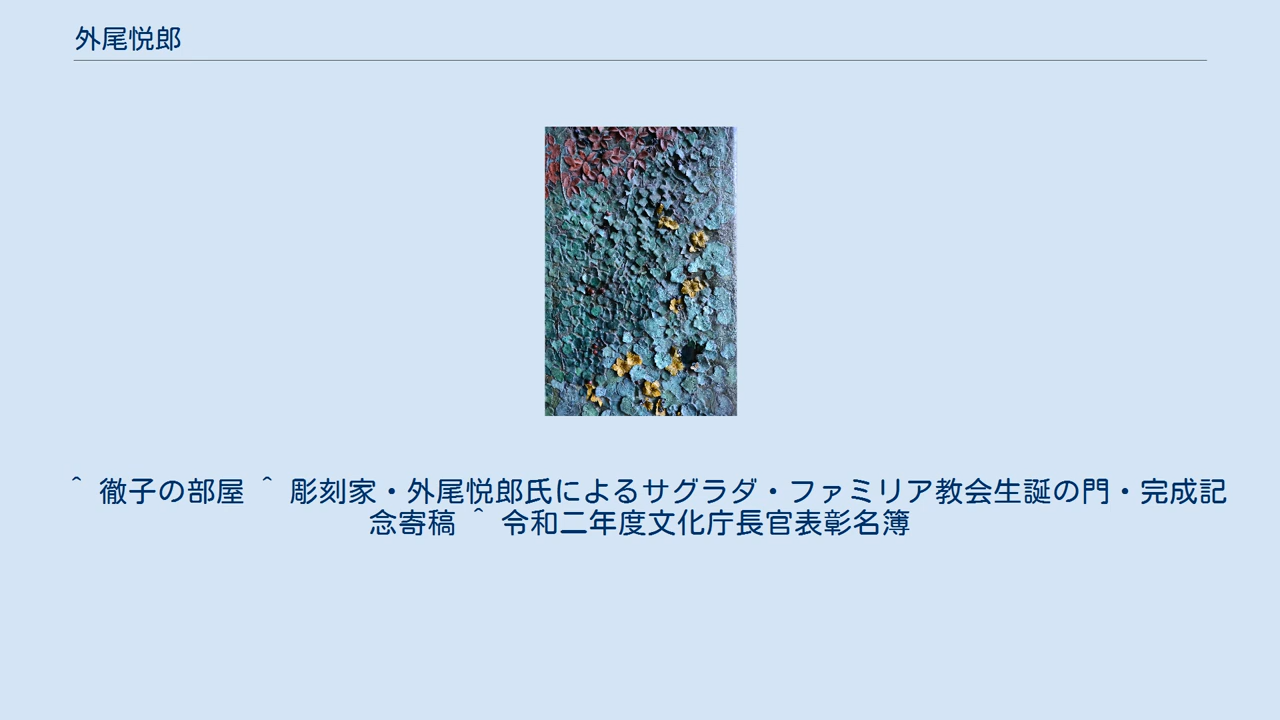 外尾悦郎
^ 徹子の部屋 ^ 彫刻家・外尾悦郎氏によるサグラダ・ファミリア教会生誕の門・完成記
念寄稿 ^ 令和二年度文化庁長官表彰名簿